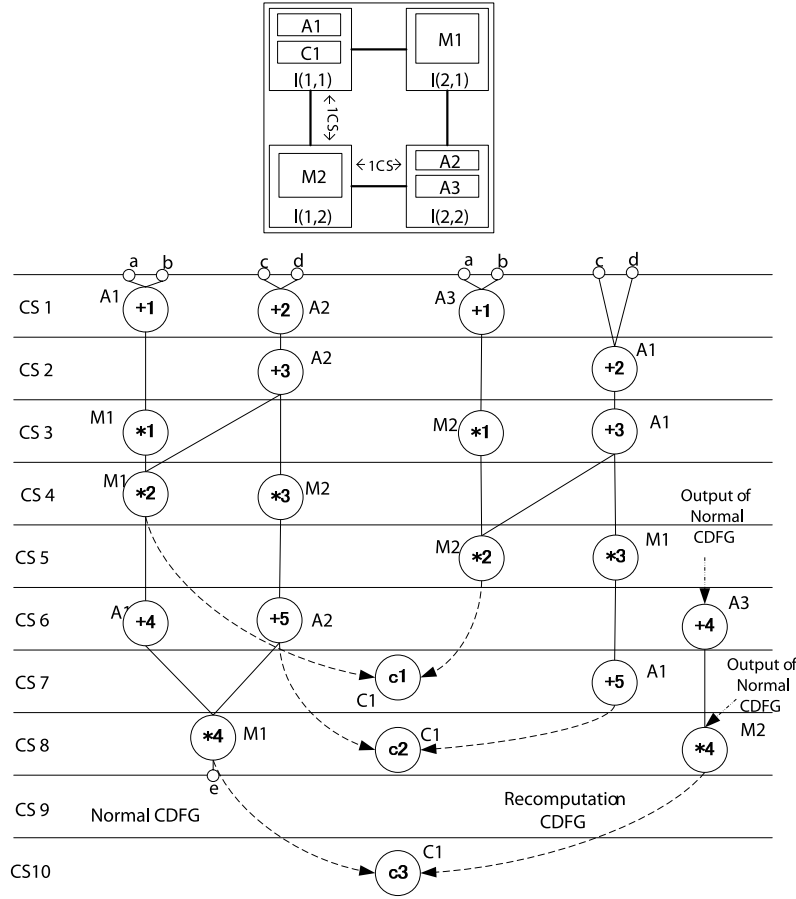 A1
C1
I(1,1)
M1
I(2,1)
1CS
M2
I(1,2)
1CS
A2
A3
I(2,2)
a b c d a b c d
CS 1
A1 +1
+2 A2
A3 +1
CS 2
+3 A2
+2 A1
CS 3
M1 *1
M2 *1
+3 A1
CS 4
M1 *2
*3 M2
Output of
Normal
CDFG
CS 5
M2 *2
*3 M1
CS 6
A1 +4
+5 A2
+4 A3
CS 7
c1
C1
+5 A1
Output of
Normal
CDFG
CS 8
*4 M1
c2 C1
*4 M2
e
CS 9
Normal CDFG
Recomputation
CDFG
CS10
c3 C1